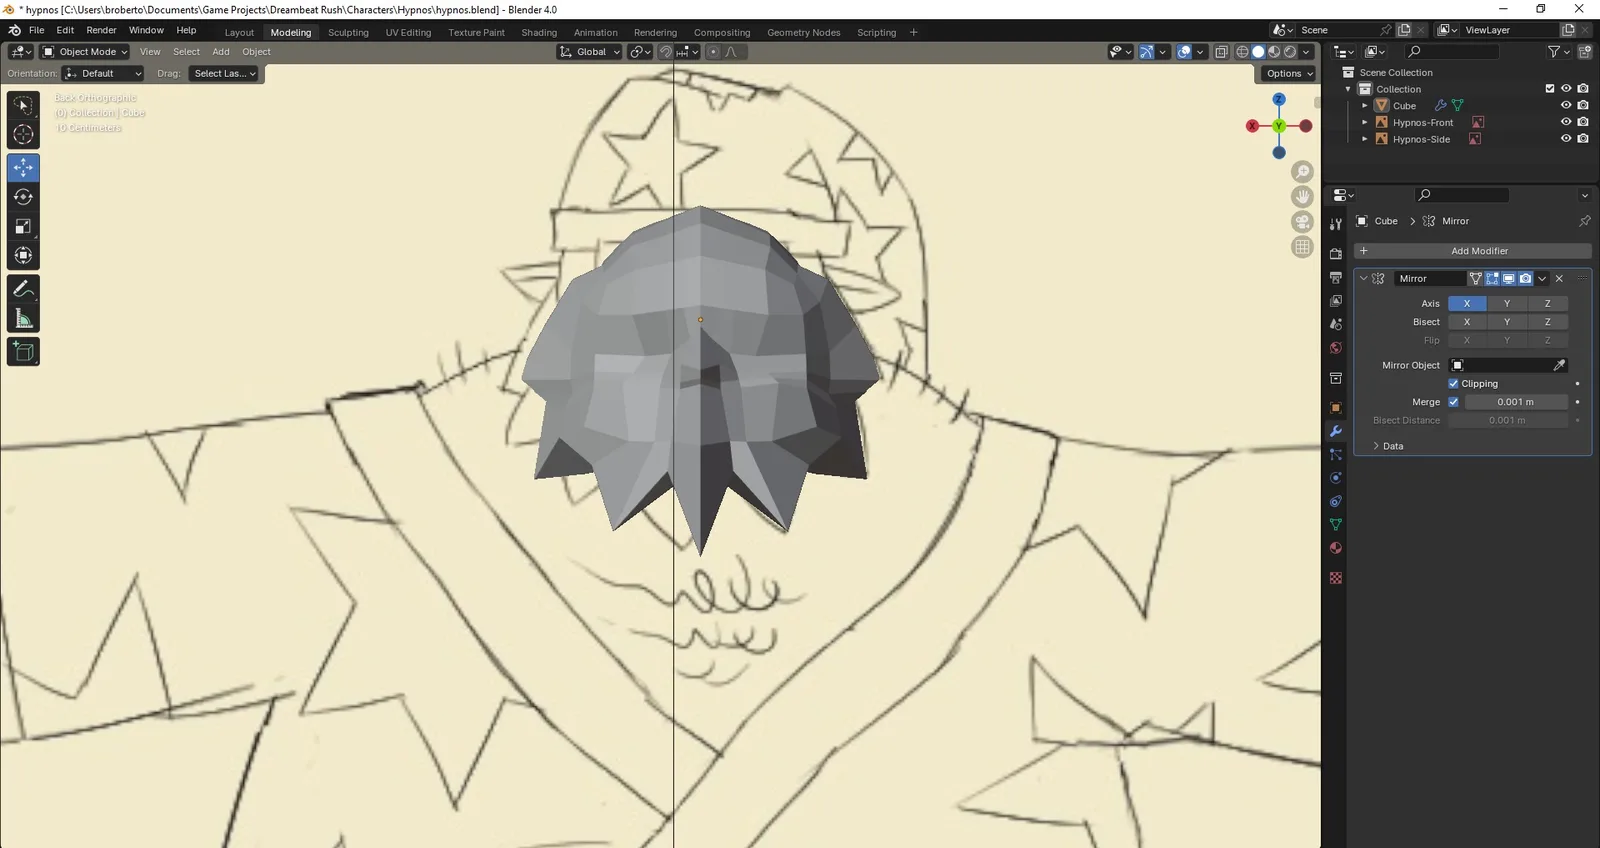 * hypnos [C:\Users\broberto\Documents\Game Projects\Dreambeat Rush\Characters\Hypnos\hypnos.blend] - Blender 4.0
File Edit Render Window Help Layout Modeling Sculpting UV Editing Texture Paint Shading Animation Rendering Compositing Geometry Nodes Scripting + Scene ViewLayer
Object Mode View Select Add Object Global
Orientation: Default Drag: Select Las... Options
Back Orthographic
(0) Collection | Cube
10 Centimeters
Z
X Y
Scene Collection
Collection
Cube
Hypnos-Front
Hypnos-Side
Cube > Mirror
+ Add Modifier
Mirror
Axis X Y Z
Bisect X Y Z
Flip X Y Z
Mirror Object
Clipping
Merge 0.001 m
Bisect Distance 0.001 m
> Data